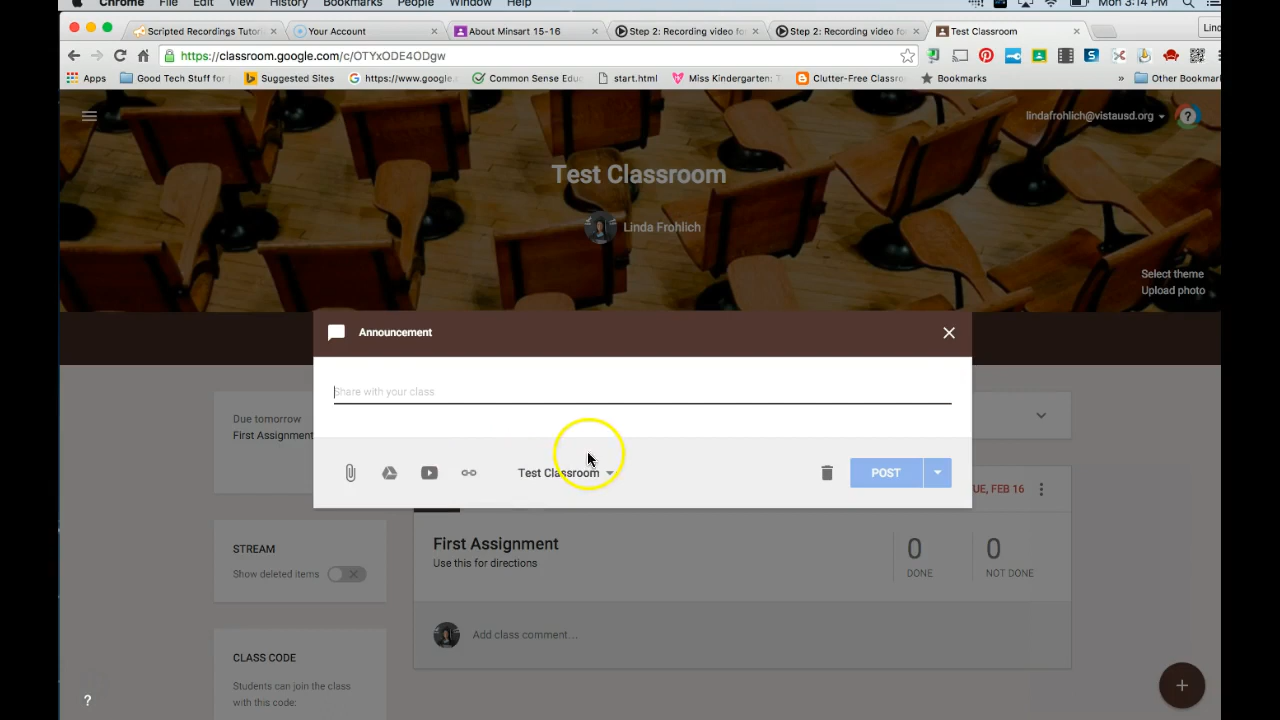 Chrome File Edit View History Bookmarks People Window Help Mon 3:14 PM
Scripted Recordings Tutori Your Account About Minsart 15-16 Step 2: Recording video fo Step 2: Recording video fo Test Classroom Lind
https://classroom.google.com/c/OTYxODE4ODgw
Apps Good Tech Stuff for Suggested Sites https://www.google. Common Sense Edu start.html Miss Kindergarten: Clutter-Free Classro Bookmarks » Other Bookmar
lindafrohlich@vistausd.org
Test Classroom
Linda Frohlich
Select theme
Upload photo
Announcement
Share with your class
Due tomorrow
First Assignment
Test Classroom POST
UE, FEB 16
First Assignment
Use this for directions
0 0
DONE NOT DONE
STREAM
Show deleted items
Add class comment...
CLASS CODE
Students can join the class
with this code:
?